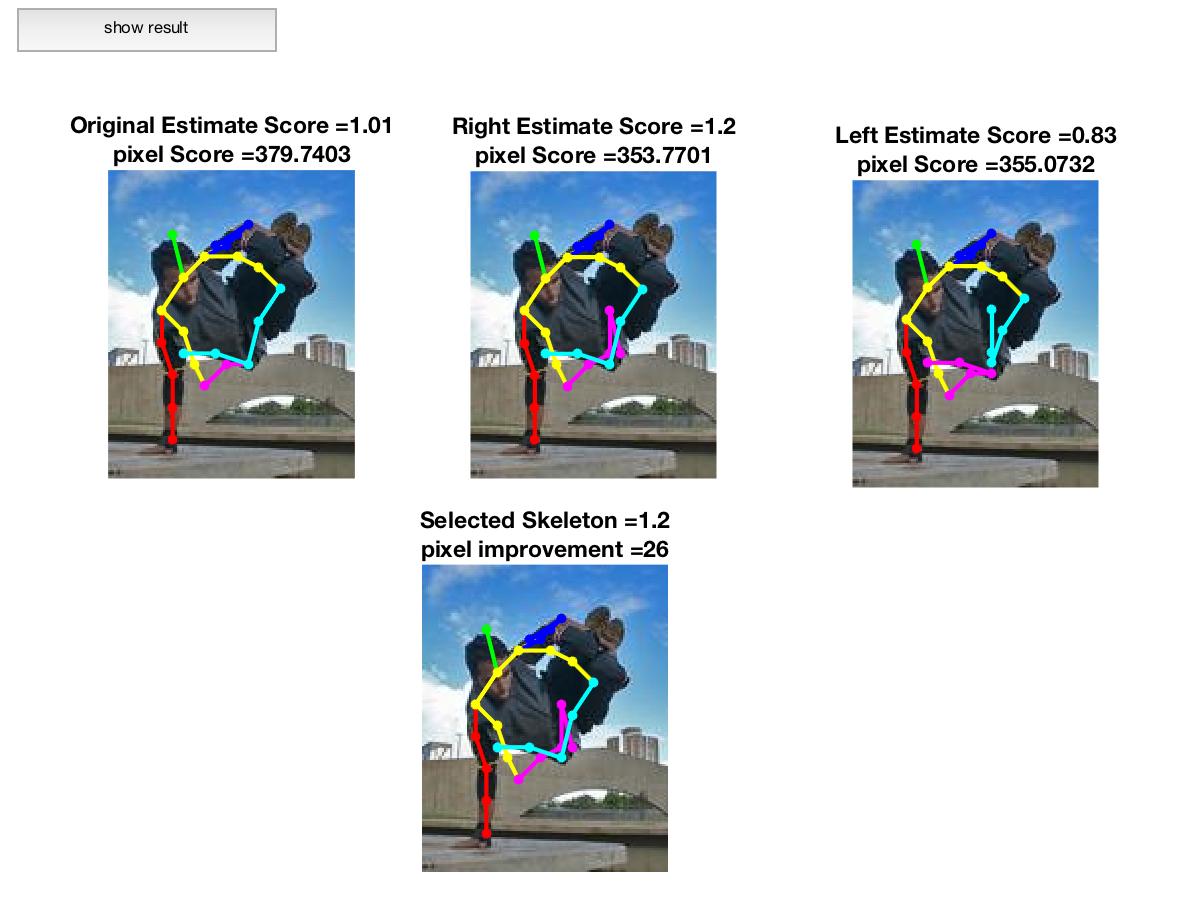 show result
Original Estimate Score =1.01
pixel Score =379.7403
Right Estimate Score =1.2
pixel Score =353.7701
Left Estimate Score =0.83
pixel Score =355.0732
Selected Skeleton =1.2
pixel improvement =26